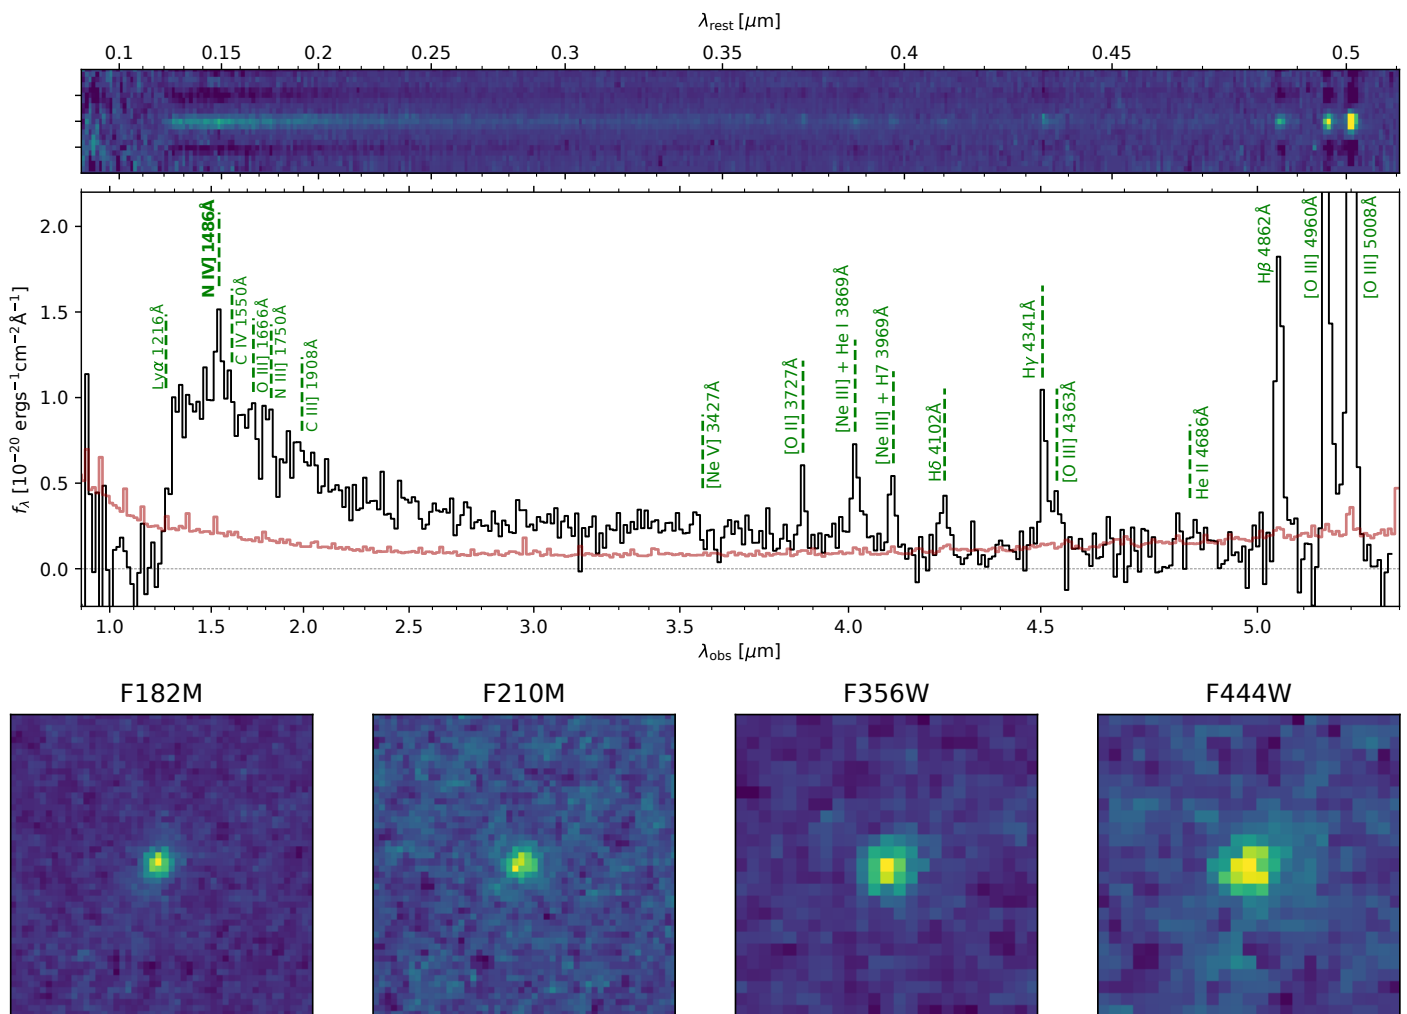 λrest [μm]
0.1 0.15 0.2 0.25 0.3 0.35 0.4 0.45 0.5
fλ [10−20 ergs−1cm−2Å−1]
2.0
1.5
1.0
0.5
0.0
Lyα 1216Å
N IV] 1486Å
C IV 1550Å
O III] 1666Å
N III] 1750Å
C III] 1908Å
[Ne V] 3427Å
[O II] 3727Å
[Ne III] + He I 3869Å
[Ne III] + H7 3969Å
Hδ 4102Å
Hγ 4341Å
[O III] 4363Å
He II 4686Å
Hβ 4862Å
[O III] 4960Å
[O III] 5008Å
1.0 1.5 2.0 2.5 3.0 3.5 4.0 4.5 5.0
λobs [μm]
F182M
F210M
F356W
F444W